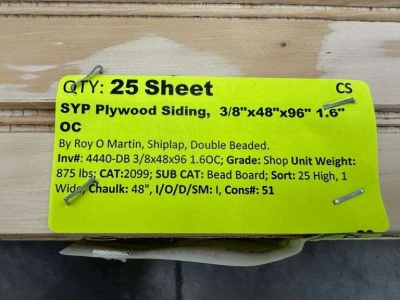 QTY: 25 Sheet CS
SYP Plywood Siding, 3/8"x48"x96" 1.6"
OC
By Roy O Martin, Shiplap, Double Beaded.
Inv#: 4440-DB 3/8x48x96 1.6OC; Grade: Shop Unit Weight:
875 lbs; CAT:2099; SUB CAT: Bead Board; Sort: 25 High, 1
Wide, Chaulk: 48", I/O/D/SM: I, Cons#: 51